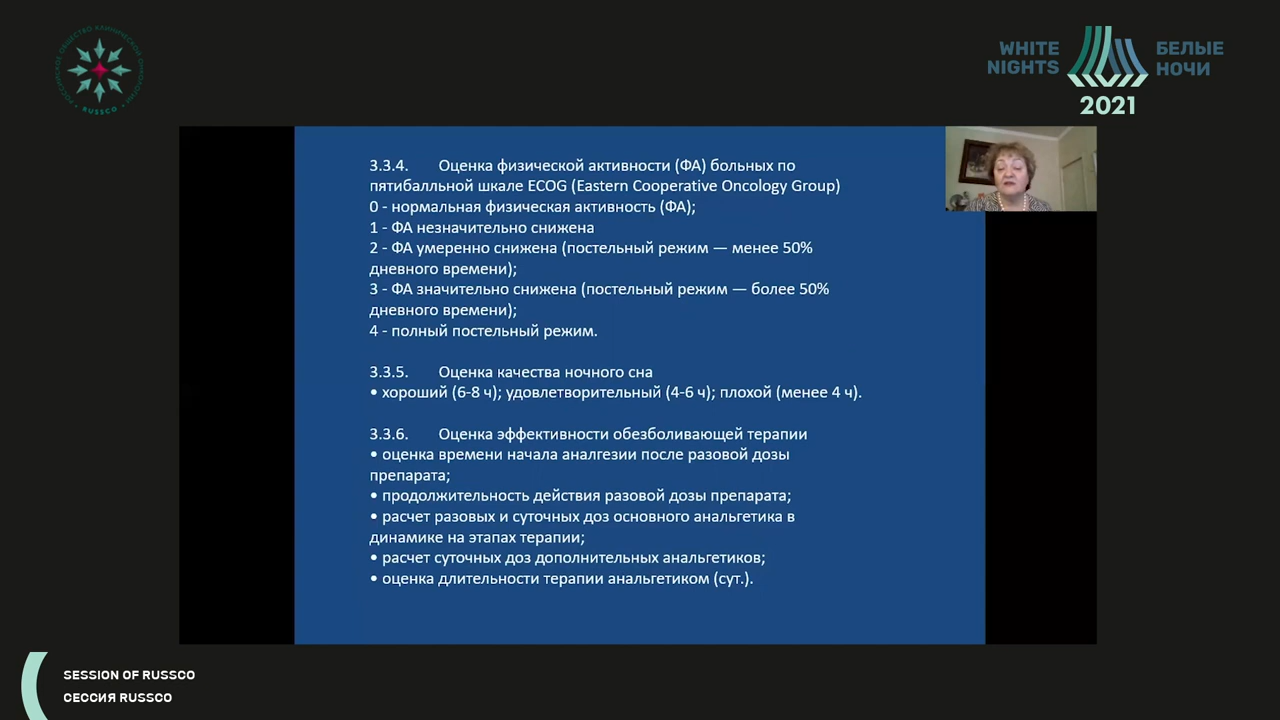 РОССИЙСКОЕ ОБЩЕСТВО КЛИНИЧЕСКОЙ ОНКОЛОГИИ
RUSSCO
WHITE NIGHTS
БЕЛЫЕ НОЧИ
2021
3.3.4. Оценка физической активности (ФА) больных по
пятибалльной шкале ECOG (Eastern Cooperative Oncology Group)
0 - нормальная физическая активность (ФА);
1 - ФА незначительно снижена
2 - ФА умеренно снижена (постельный режим — менее 50%
дневного времени);
3 - ФА значительно снижена (постельный режим — более 50%
дневного времени);
4 - полный постельный режим.
3.3.5. Оценка качества ночного сна
• хороший (6-8 ч); удовлетворительный (4-6 ч); плохой (менее 4 ч).
3.3.6. Оценка эффективности обезболивающей терапии
• оценка времени начала аналгезии после разовой дозы
препарата;
• продолжительность действия разовой дозы препарата;
• расчет разовых и суточных доз основного анальгетика в
динамике на этапах терапии;
• расчет суточных доз дополнительных анальгетиков;
• оценка длительности терапии анальгетиком (сут.).
SESSION OF RUSSCO
СЕССИЯ RUSSCO